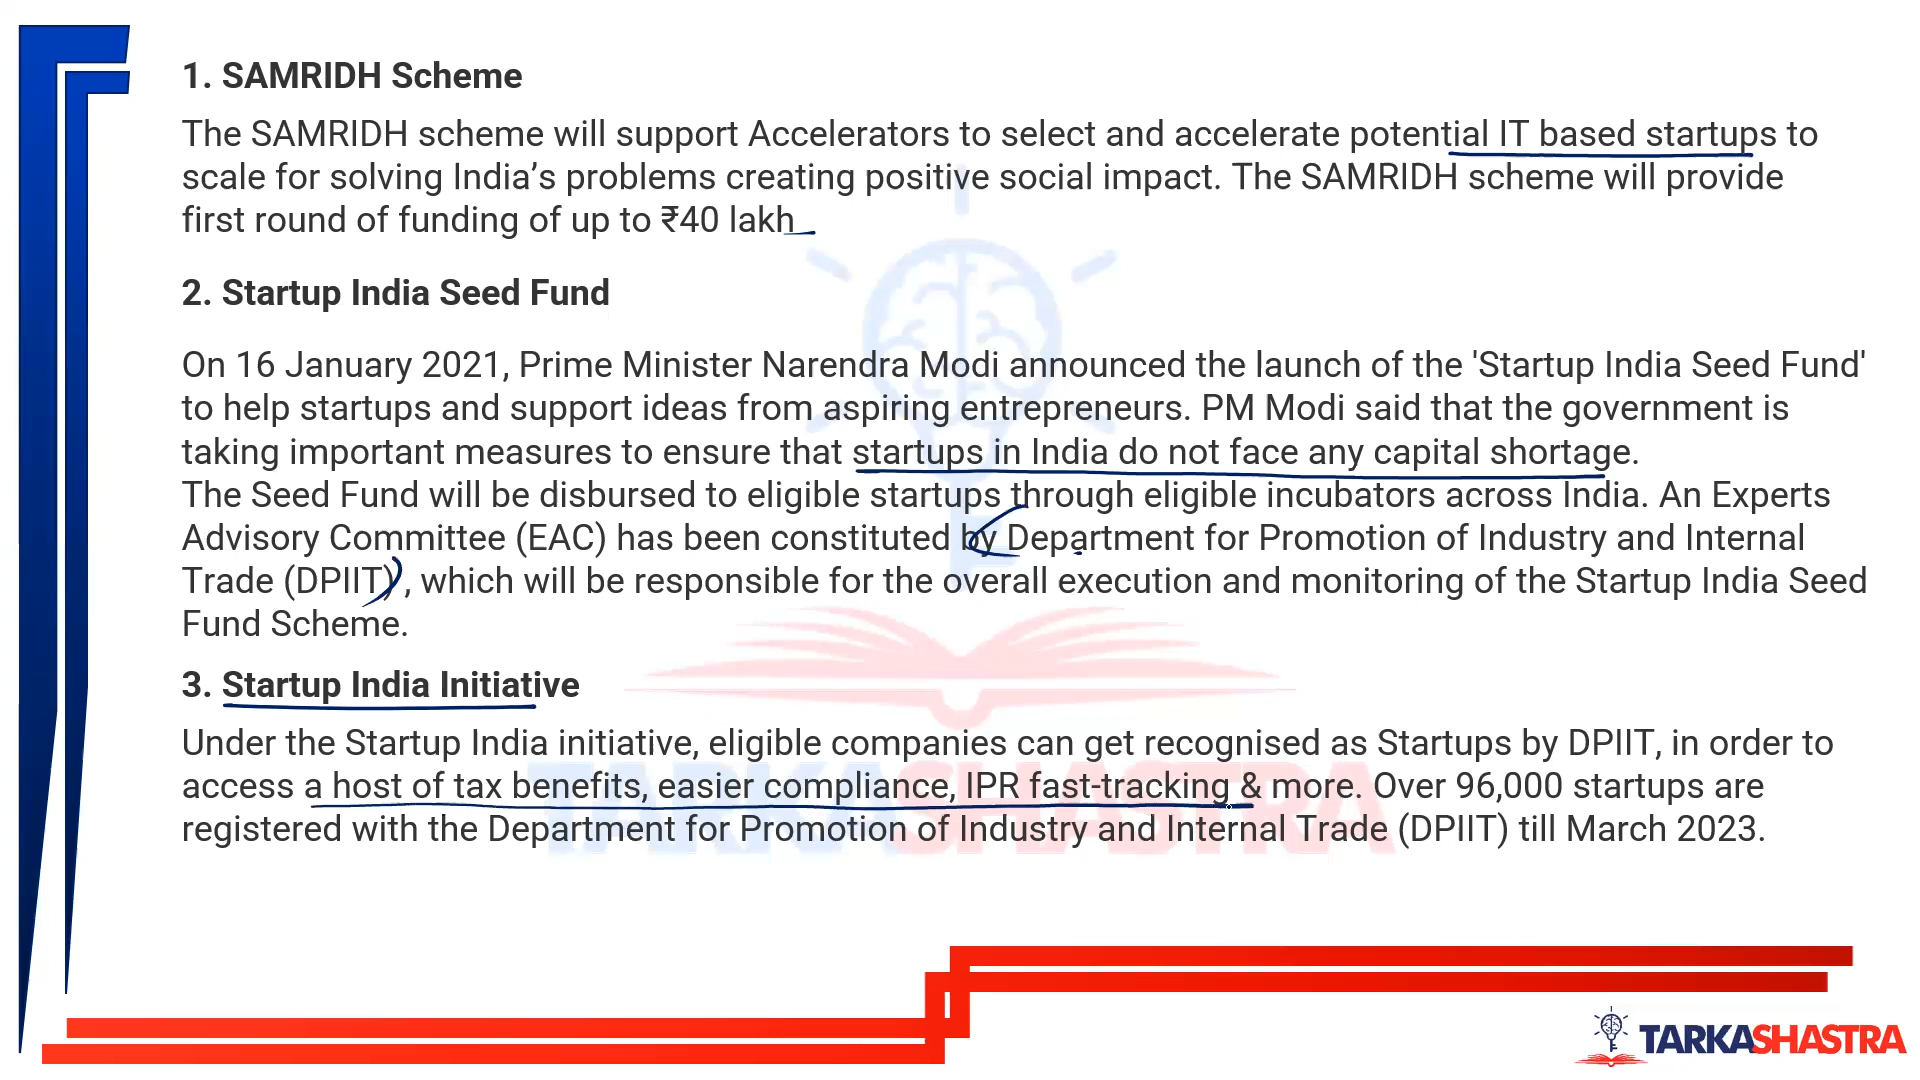 1. SAMRIDH Scheme
The SAMRIDH scheme will support Accelerators to select and accelerate potential IT based startups to
scale for solving India’s problems creating positive social impact. The SAMRIDH scheme will provide
first round of funding of up to ₹40 lakh
2. Startup India Seed Fund
On 16 January 2021, Prime Minister Narendra Modi announced the launch of the 'Startup India Seed Fund'
to help startups and support ideas from aspiring entrepreneurs. PM Modi said that the government is
taking important measures to ensure that startups in India do not face any capital shortage.
The Seed Fund will be disbursed to eligible startups through eligible incubators across India. An Experts
Advisory Committee (EAC) has been constituted by Department for Promotion of Industry and Internal
Trade (DPIIT) , which will be responsible for the overall execution and monitoring of the Startup India Seed
Fund Scheme.
3. Startup India Initiative
Under the Startup India initiative, eligible companies can get recognised as Startups by DPIIT, in order to
access a host of tax benefits, easier compliance, IPR fast-tracking & more. Over 96,000 startups are
registered with the Department for Promotion of Industry and Internal Trade (DPIIT) till March 2023.
TARKASHASTRA
TARKASHASTRA